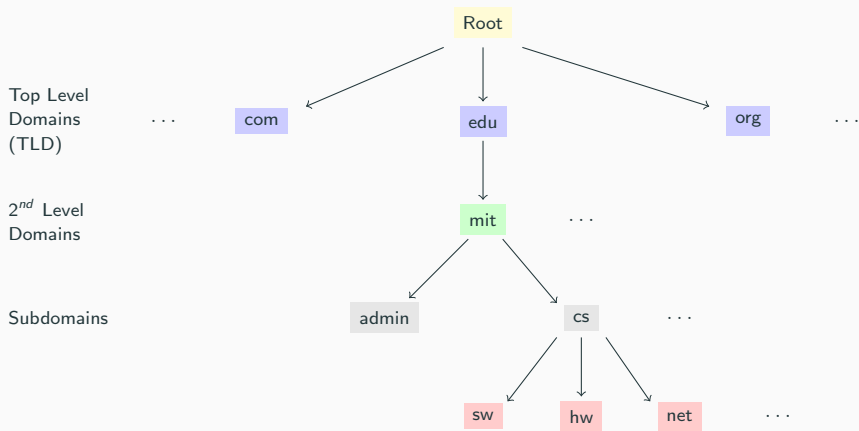 Root
Top Level
Domains
(TLD)
... com edu org ...
2nd Level
Domains
mit ...
Subdomains admin cs ...
sw hw net ...